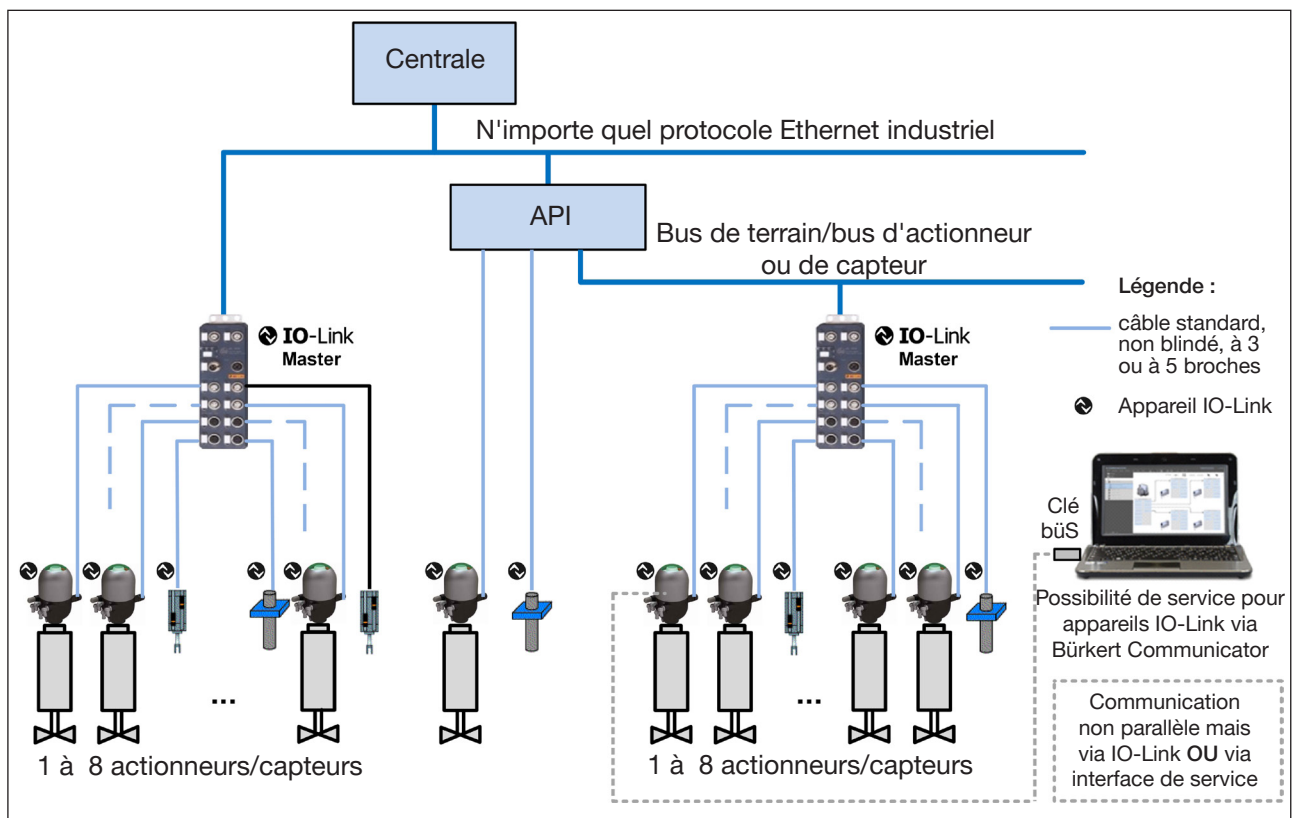 Centrale
N'importe quel protocole Ethernet industriel
API
Bus de terrain/bus d'actionneur
ou de capteur
Légende :
câble standard,
non blindé, à 3
ou à 5 broches
Appareil IO-Link
IO-Link
Master
IO-Link
Master
Clé
büS
Possibilité de service pour
appareils IO-Link via
Bürkert Communicator
...
...
1 à 8 actionneurs/capteurs
1 à 8 actionneurs/capteurs
Communication
non parallèle mais
via IO-Link OU via
interface de service